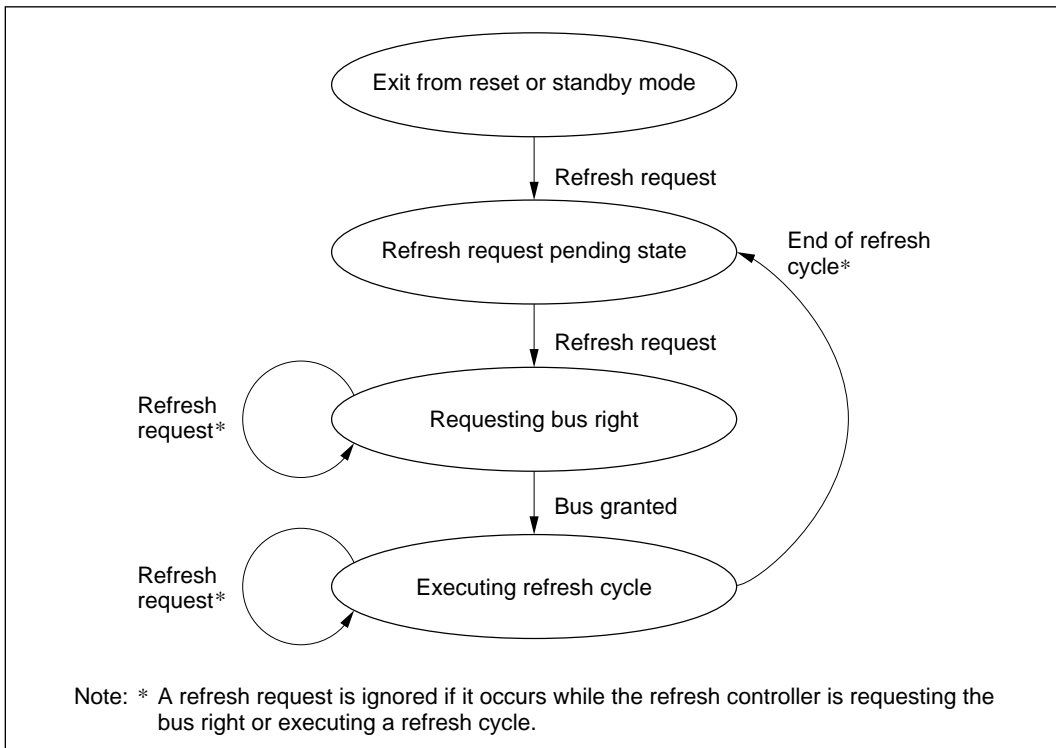 Exit from reset or standby mode
Refresh request
Refresh request pending state
End of refresh
cycle*
Refresh request
Refresh
request*
Requesting bus right
Bus granted
Refresh
request*
Executing refresh cycle
Note: * A refresh request is ignored if it occurs while the refresh controller is requesting the
bus right or executing a refresh cycle.